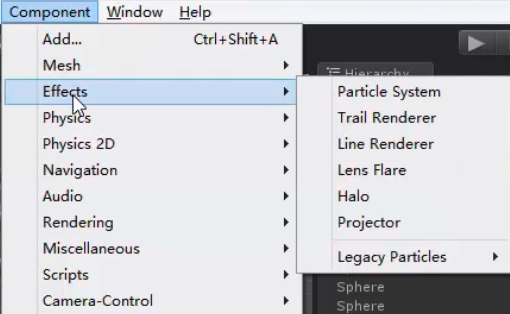 Component Window Help
Add... Ctrl+Shift+A
Mesh
Effects
Physics
Physics 2D
Navigation
Audio
Rendering
Miscellaneous
Scripts
Camera-Control
Hierarchy
Particle System
Trail Renderer
Line Renderer
Lens Flare
Halo
Projector
Legacy Particles
Sphere
Sphere